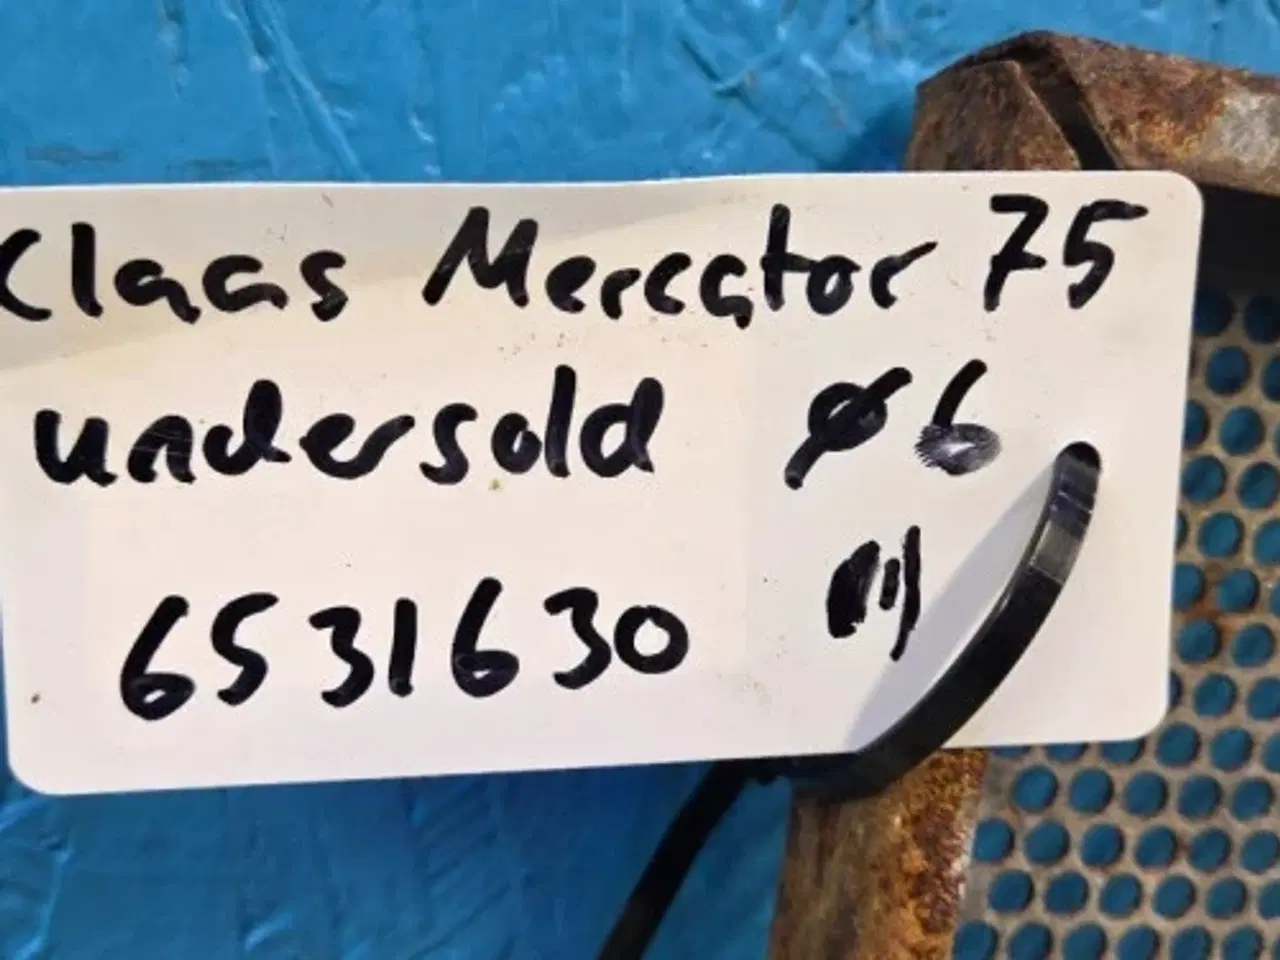 Claas Mercator 75
undersold ø6
6531630